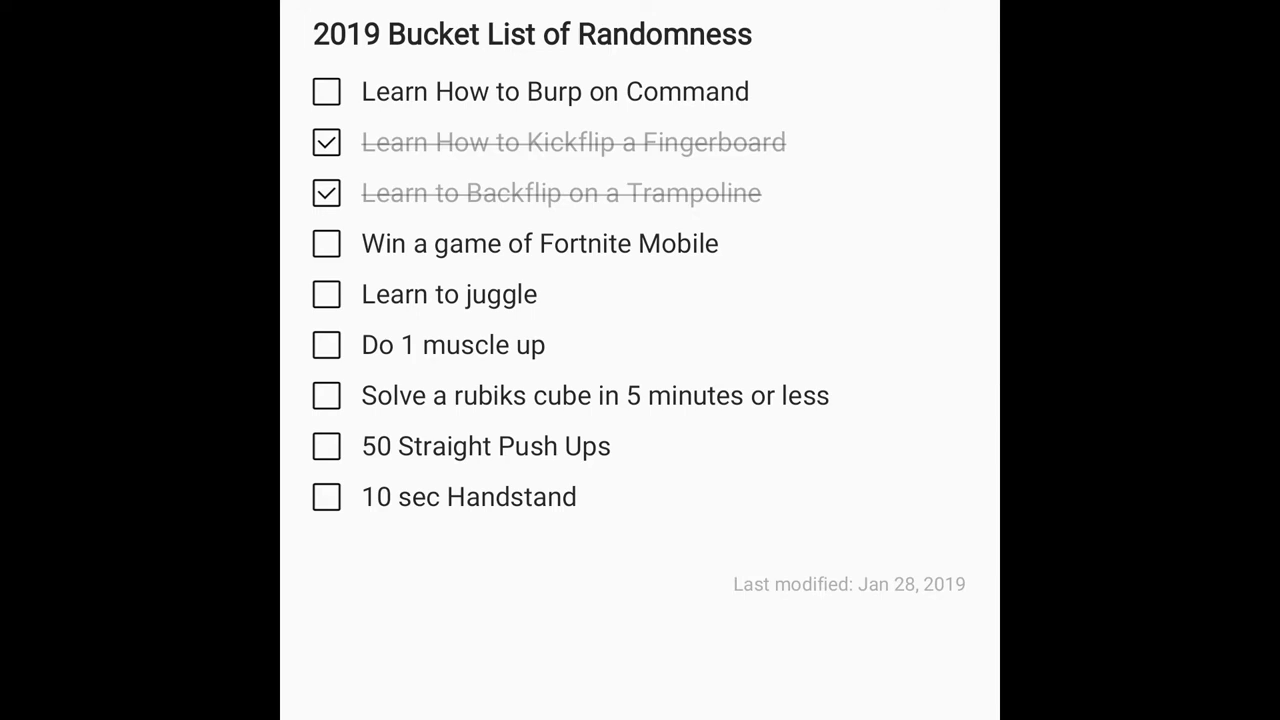 2019 Bucket List of Randomness
Learn How to Burp on Command
Learn How to Kickflip a Fingerboard
Learn to Backflip on a Trampoline
Win a game of Fortnite Mobile
Learn to juggle
Do 1 muscle up
Solve a rubiks cube in 5 minutes or less
50 Straight Push Ups
10 sec Handstand
Last modified: Jan 28, 2019